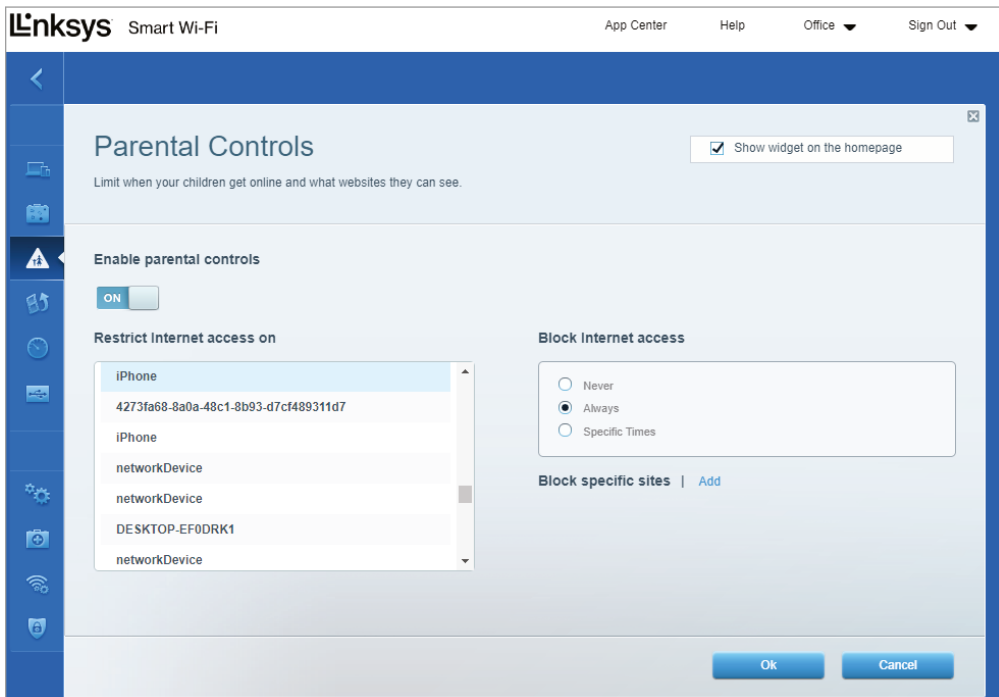 Linksys Smart Wi-Fi App Center Help Office Sign Out
Parental Controls
Show widget on the homepage
Limit when your children get online and what websites they can see.
Enable parental controls
ON
Restrict Internet access on
iPhone
4273fa68-8a0a-48c1-8b93-d7cf489311d7
iPhone
networkDevice
networkDevice
DESKTOP-EF0DRK1
networkDevice
Block Internet access
Never
Always
Specific Times
Block specific sites | Add
Ok Cancel